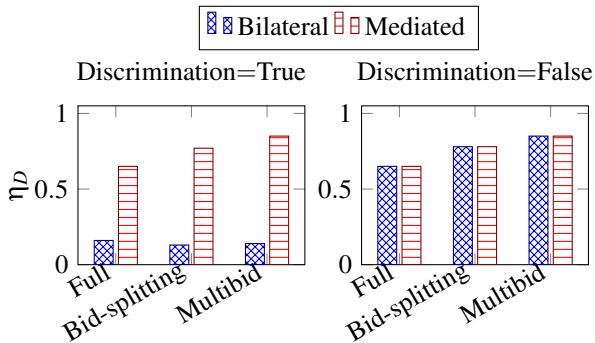 Bilateral Mediated
Discrimination=True Discrimination=False
η_D
1
0.5
0
Full
Bid-splitting
Multibid
1
0.5
0
Full
Bid-splitting
Multibid